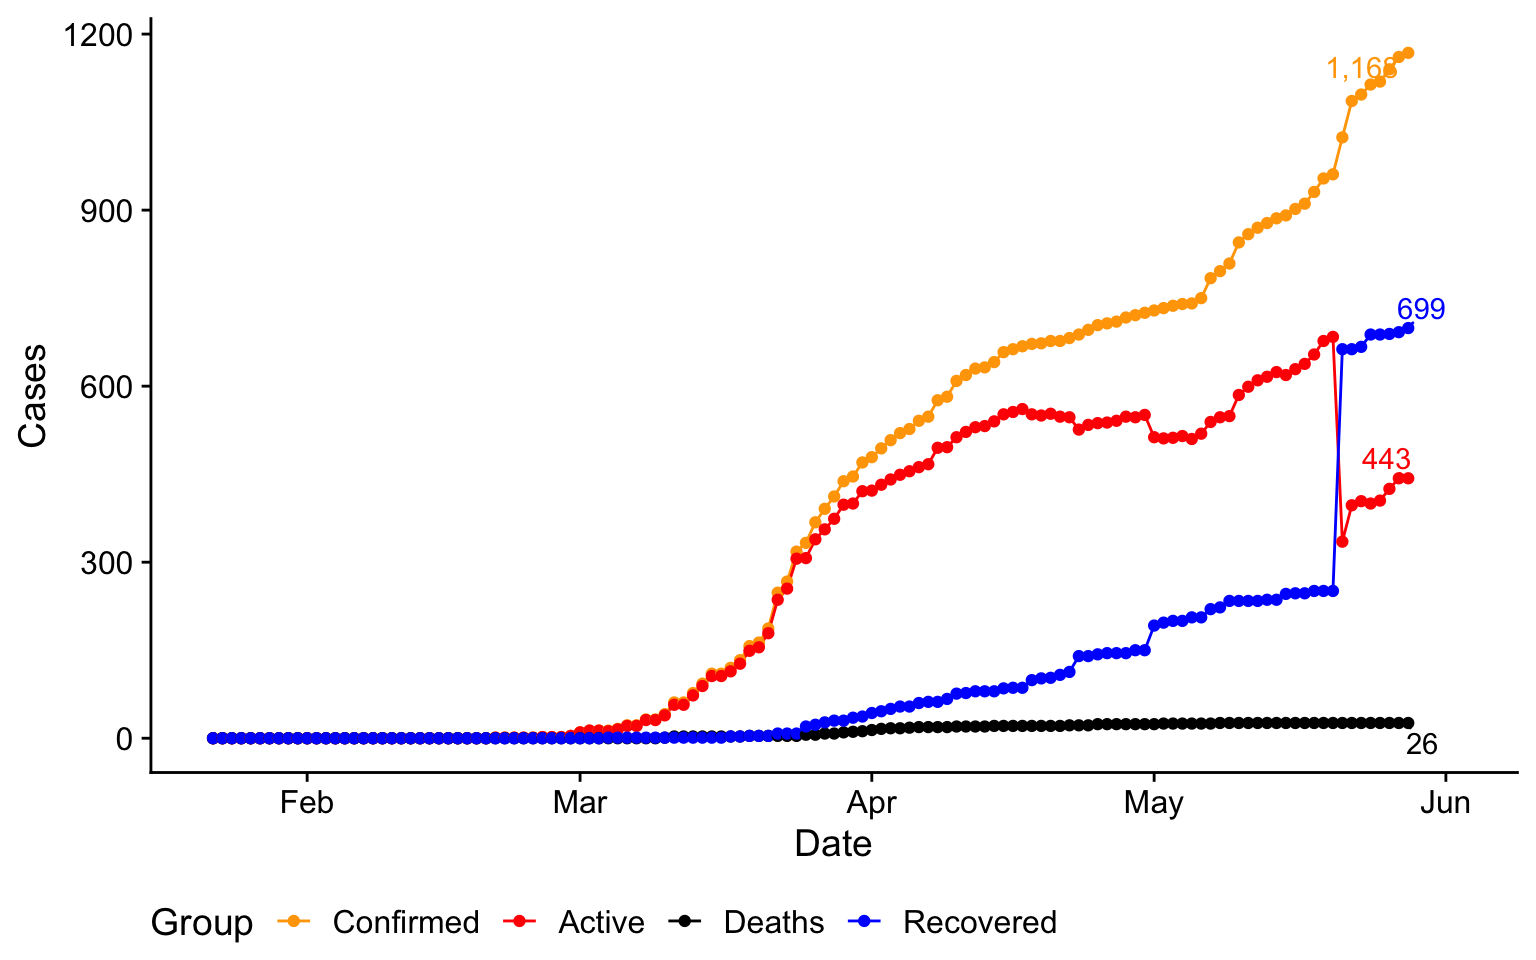 1200
1,168
900
699
600
443
300
0
26
Feb Mar Apr May Jun
Cases
Date
Group Confirmed Active Deaths Recovered